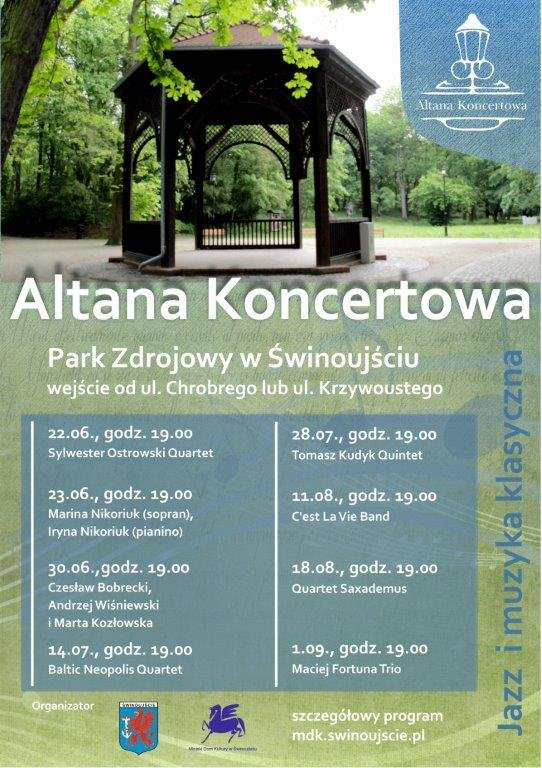 Altana Koncertowa
Altana Koncertowa
Park Zdrojowy w Świnoujściu
wejście od ul. Chrobrego lub ul. Krzywoustego
22.06., godz. 19.00
Sylwester Ostrowski Quartet
23.06., godz. 19.00
Marina Nikoriuk (sopran),
Iryna Nikoriuk (pianino)
30.06.,godz. 19.00
Czesław Bobrecki,
Andrzej Wiśniewski
i Marta Kozłowska
14.07., godz. 19.00
Baltic Neopolis Quartet
28.07., godz. 19.00
Tomasz Kudyk Quintet
11.08., godz. 19.00
C'est La Vie Band
18.08., godz. 19.00
Quartet Saxademus
1.09., godz. 19.00
Maciej Fortuna Trio
Jazz i muzyka klasyczna
Organizator
ŚWINOUJŚCIE
Miejski Dom Kultury w Świnoujściu
szczegółowy program
mdk.swinoujscie.pl